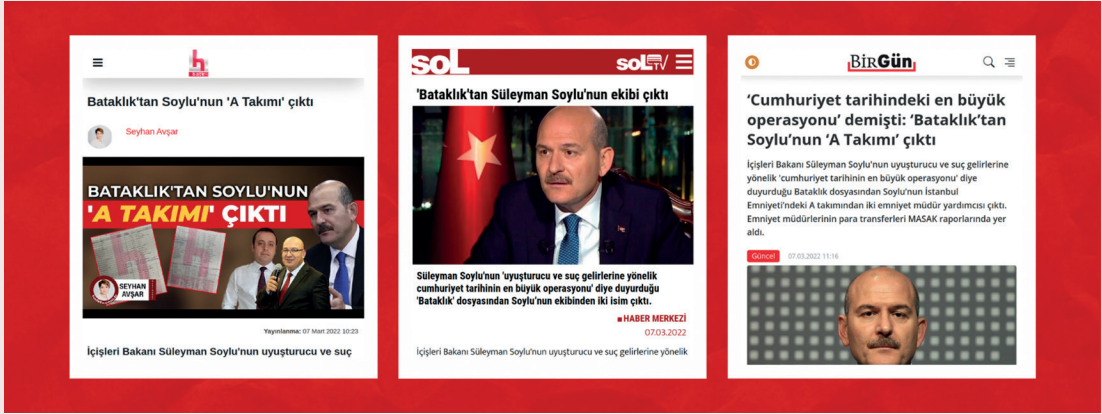 h
Bataklık'tan Soylu'nun 'A Takımı' çıktı
Seyhan Avşar
BATAKLIK'TAN SOYLU'NUN
'A TAKIMI' ÇIKTI
SEYHAN
AVŞAR
Yayınlanma: 07 Mart 2022 10:23
İçişleri Bakanı Süleyman Soylu'nun uyuşturucu ve suç
soL
soL TV
'Bataklık'tan Süleyman Soylu'nun ekibi çıktı
Süleyman Soylu'nun 'uyuşturucu ve suç gelirlerine yönelik
cumhuriyet tarihinin en büyük operasyonu' diye duyurduğu
'Bataklık' dosyasından Soylu'nun ekibinden iki isim çıktı.
HABER MERKEZİ
07.03.2022
İçişleri Bakanı Süleyman Soylu'nun uyuşturucu ve suç gelirlerine yönelik
BİRGün
‘Cumhuriyet tarihindeki en büyük
operasyonu’ demişti: ‘Bataklık’tan
Soylu’nun ‘A Takımı’ çıktı
İçişleri Bakanı Süleyman Soylu’nun uyuşturucu ve suç gelirlerine
yönelik 'cumhuriyet tarihinin en büyük operasyonu' diye
duyurduğu Bataklık dosyasından Soylu’nun İstanbul
Emniyeti’ndeki A takımından iki emniyet müdür yardımcısı çıktı.
Emniyet müdürlerinin para transferleri MASAK raporlarında yer
aldı.
Güncel 07.03.2022 11:16